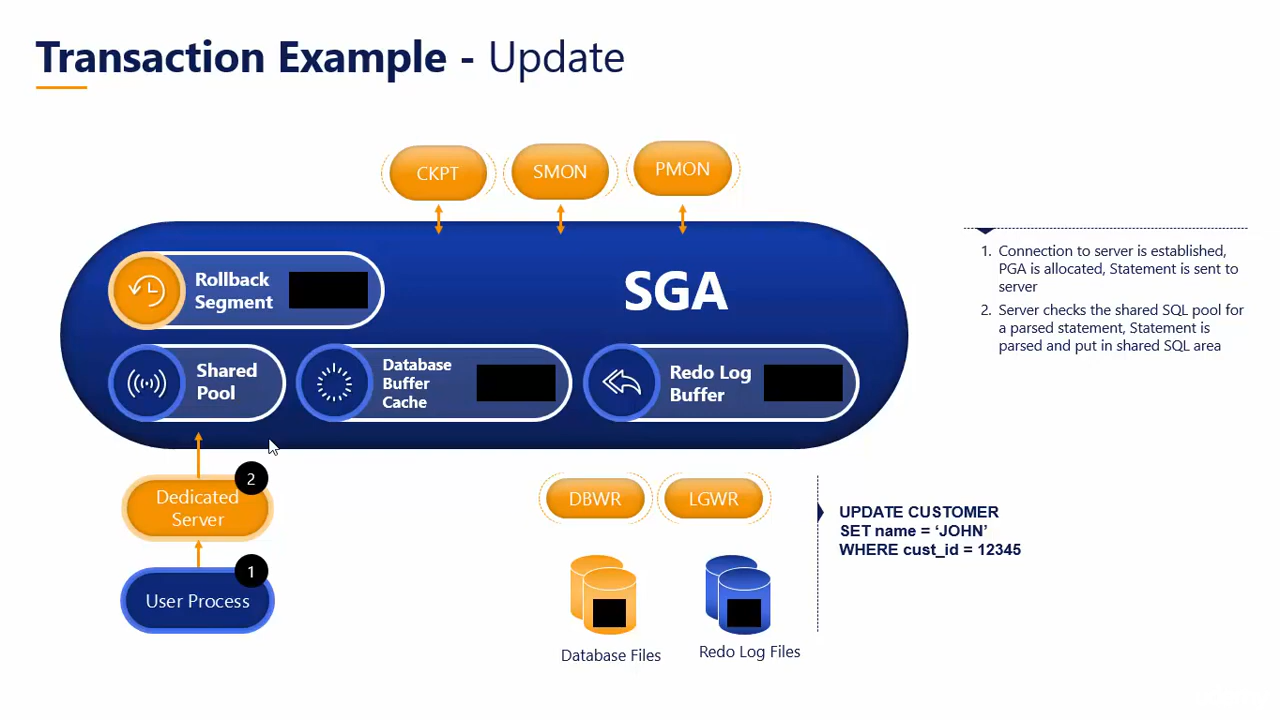 Transaction Example - Update
CKPT
SMON
PMON
Rollback
Segment
SGA
Shared
Pool
Database
Buffer
Cache
Redo Log
Buffer
1. Connection to server is established,
PGA is allocated, Statement is sent to
server
2. Server checks the shared SQL pool for
a parsed statement, Statement is
parsed and put in shared SQL area
2
Dedicated
Server
1
User Process
DBWR
LGWR
Database Files
Redo Log Files
UPDATE CUSTOMER
SET name = ‘JOHN’
WHERE cust_id = 12345